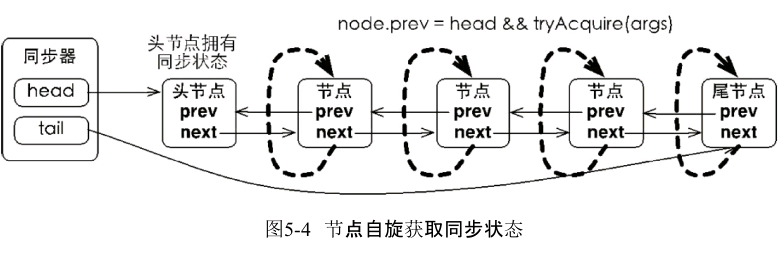 node.prev = head && tryAcquire(args)
同步器
head
tail
头节点拥有
同步状态
头节点
prev
next
节点
prev
next
节点
prev
next
节点
prev
next
尾节点
prev
next
图5-4 节点自旋获取同步状态